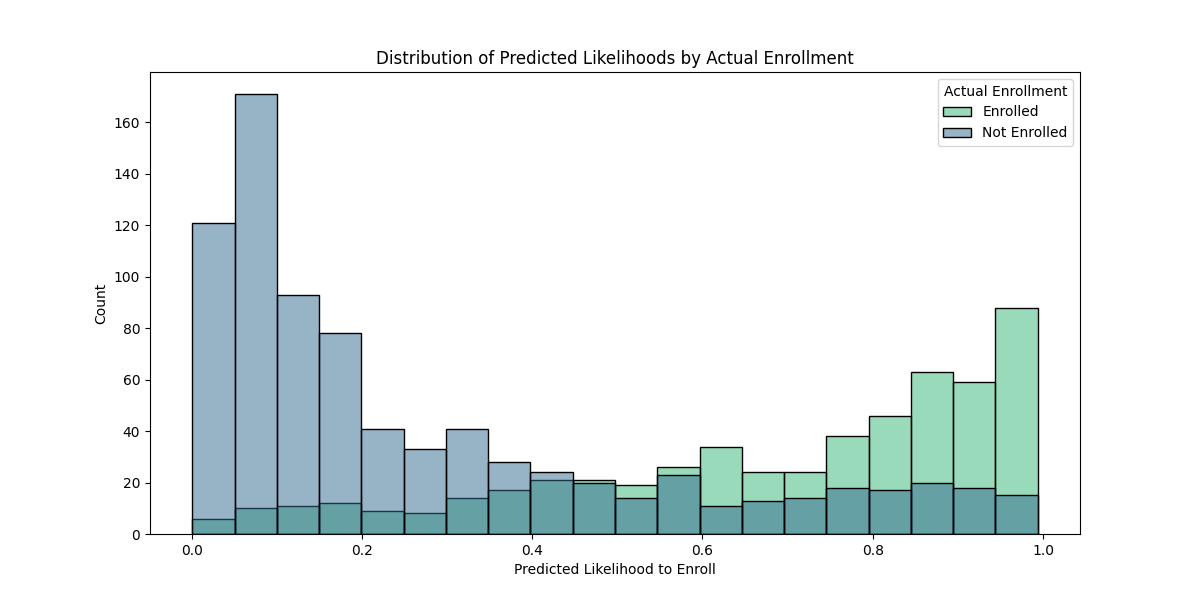 Distribution of Predicted Likelihoods by Actual Enrollment
Actual Enrollment
Enrolled
Not Enrolled
Count
160
140
120
100
80
60
40
20
0
0.0 0.2 0.4 0.6 0.8 1.0
Predicted Likelihood to Enroll